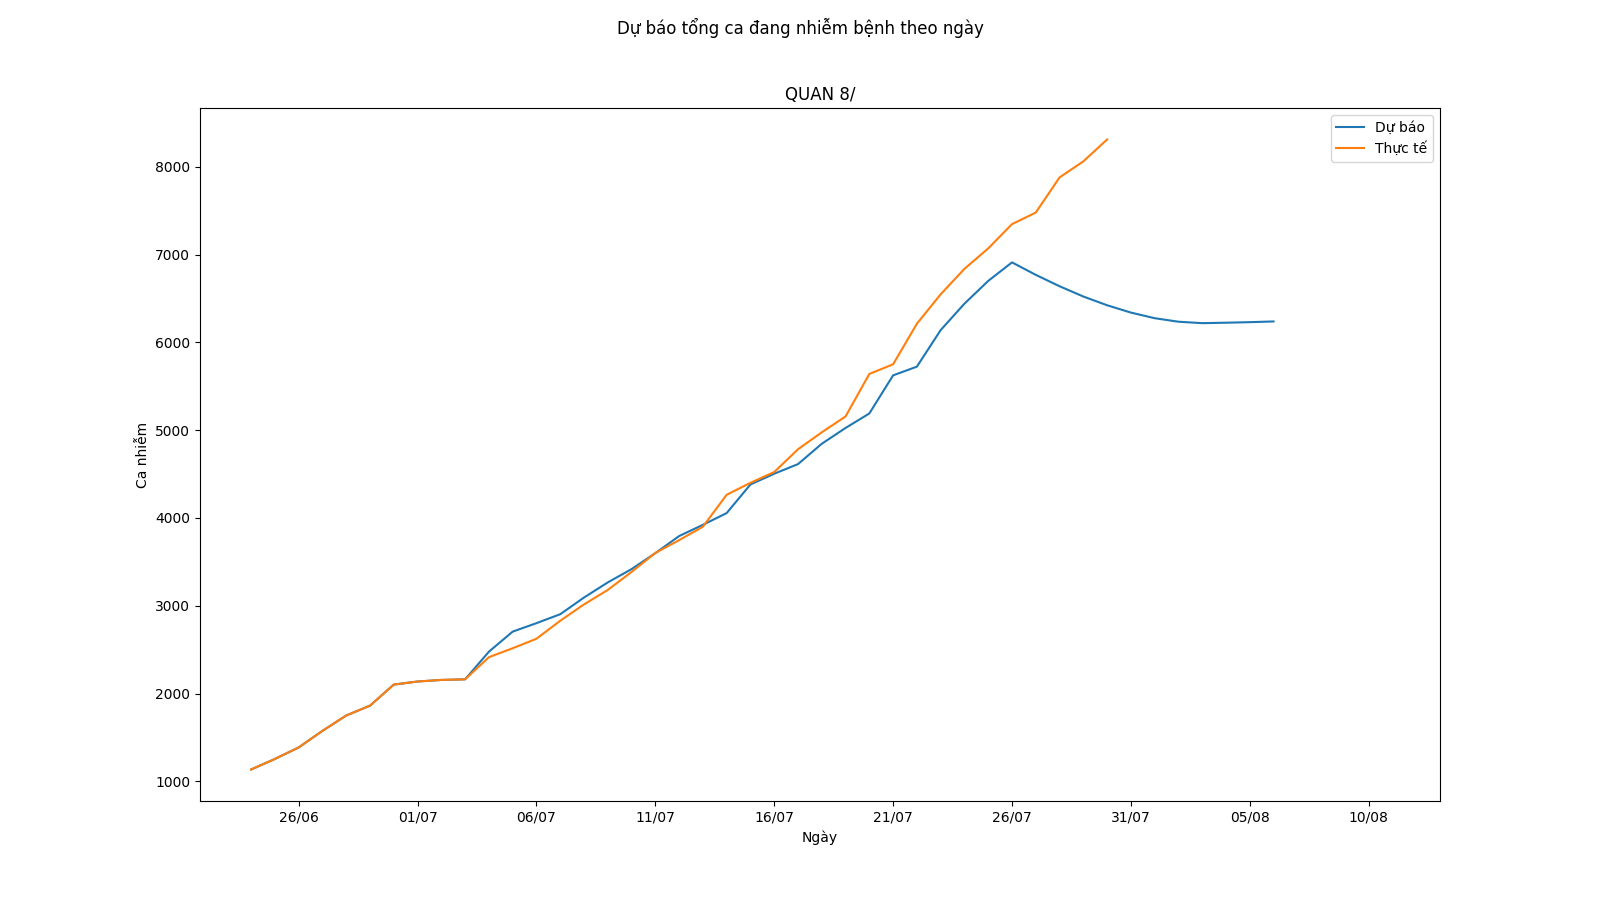 Dự báo tổng ca đang nhiễm bệnh theo ngày
QUAN 8/
Dự báo
Thực tế
8000
7000
6000
5000
4000
3000
2000
1000
Ca nhiễm
26/06 01/07 06/07 11/07 16/07 21/07 26/07 31/07 05/08 10/08
Ngày